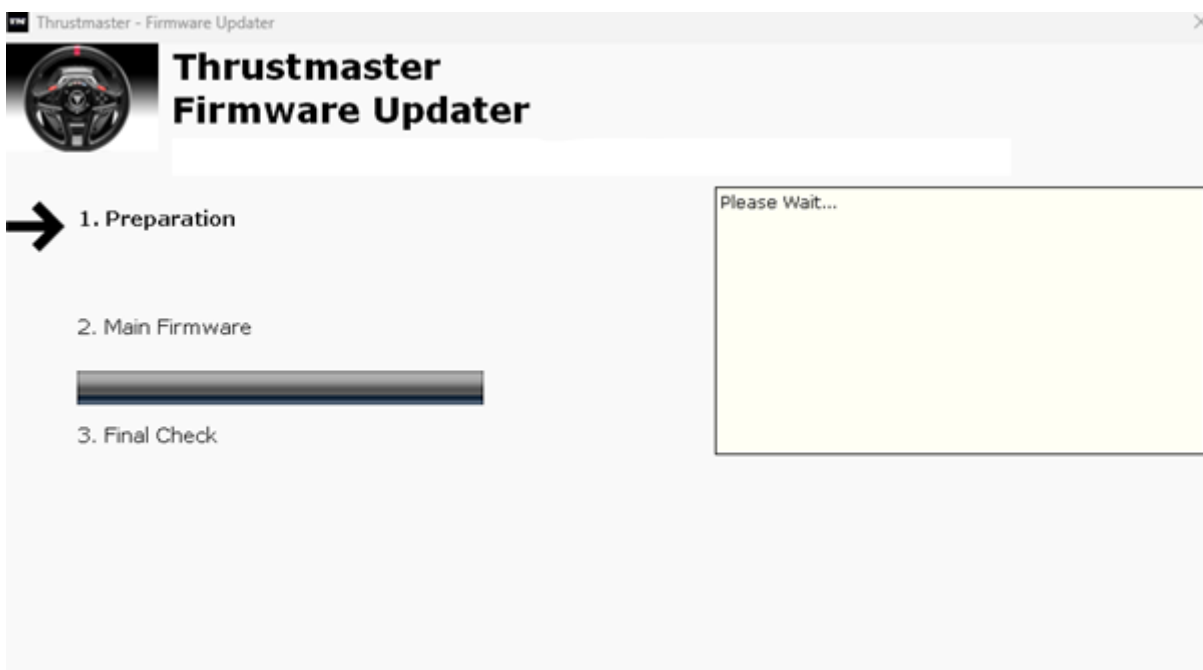 Thrustmaster - Firmware Updater
Thrustmaster
Firmware Updater
1. Preparation
Please Wait...
2. Main Firmware
3. Final Check